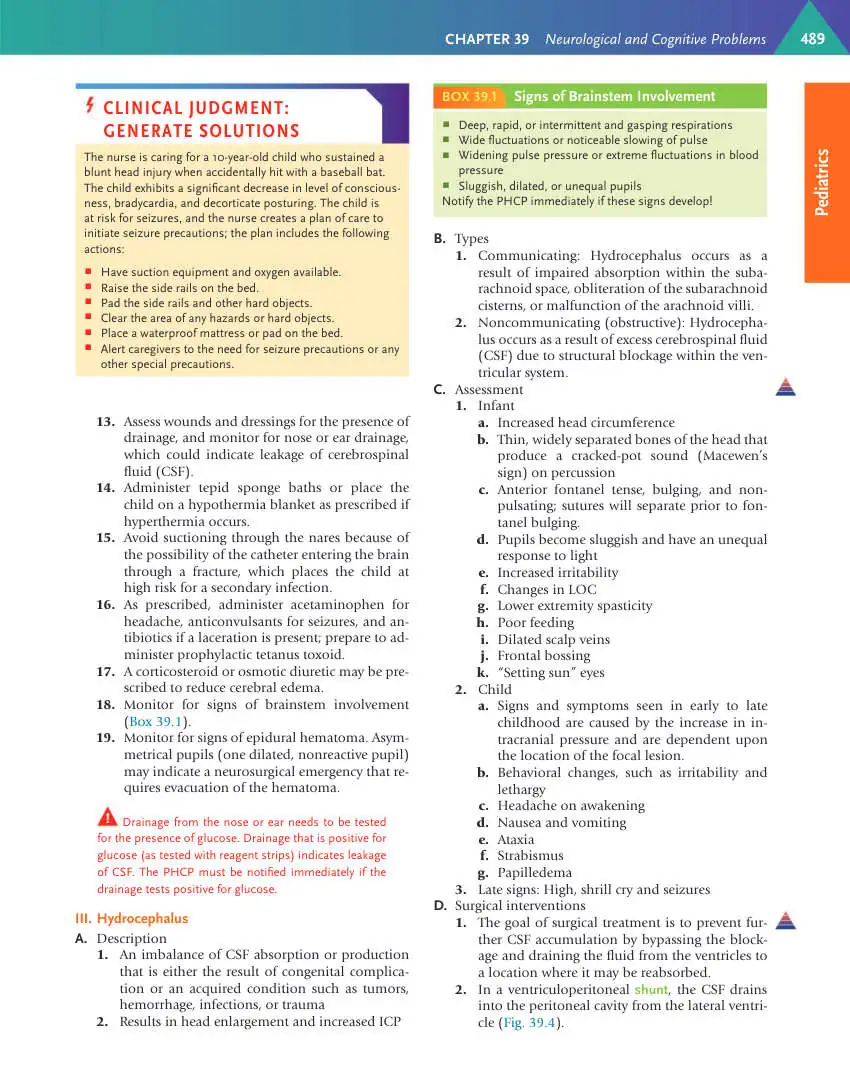 CHAPTER 39 Neurological and Cognitive Problems 489
CLINICAL JUDGMENT:
GENERATE SOLUTIONS
The nurse is caring for a 10-year-old child who sustained a
blunt head injury when accidentally hit with a baseball bat.
The child exhibits a significant decrease in level of conscious-
ness, bradycardia, and decorticate posturing. The child is
at risk for seizures, and the nurse creates a plan of care to
initiate seizure precautions; the plan includes the following
actions:
■ Have suction equipment and oxygen available.
■ Raise the side rails on the bed.
■ Pad the side rails and other hard objects.
■ Clear the area of any hazards or hard objects.
■ Place a waterproof mattress or pad on the bed.
■ Alert caregivers to the need for seizure precautions or any
other special precautions.
13. Assess wounds and dressings for the presence of
drainage, and monitor for nose or ear drainage,
which could indicate leakage of cerebrospinal
fluid (CSF).
14. Administer tepid sponge baths or place the
child on a hypothermia blanket as prescribed if
hyperthermia occurs.
15. Avoid suctioning through the nares because of
the possibility of the catheter entering the brain
through a fracture, which places the child at
high risk for a secondary infection.
16. As prescribed, administer acetaminophen for
headache, anticonvulsants for seizures, and an-
tibiotics if a laceration is present; prepare to ad-
minister prophylactic tetanus toxoid.
17. A corticosteroid or osmotic diuretic may be pre-
scribed to reduce cerebral edema.
18. Monitor for signs of brainstem involvement
(Box 39.1).
19. Monitor for signs of epidural hematoma. Asym-
metrical pupils (one dilated, nonreactive pupil)
may indicate a neurosurgical emergency that re-
quires evacuation of the hematoma.
Drainage from the nose or ear needs to be tested
for the presence of glucose. Drainage that is positive for
glucose (as tested with reagent strips) indicates leakage
of CSF. The PHCP must be notified immediately if the
drainage tests positive for glucose.
III. Hydrocephalus
A. Description
1. An imbalance of CSF absorption or production
that is either the result of congenital complica-
tion or an acquired condition such as tumors,
hemorrhage, infections, or trauma
2. Results in head enlargement and increased ICP
BOX 39.1 Signs of Brainstem Involvement
■ Deep, rapid, or intermittent and gasping respirations
■ Wide fluctuations or noticeable slowing of pulse
■ Widening pulse pressure or extreme fluctuations in blood
pressure
■ Sluggish, dilated, or unequal pupils
Notify the PHCP immediately if these signs develop!
B. Types
1. Communicating: Hydrocephalus occurs as a
result of impaired absorption within the suba-
rachnoid space, obliteration of the subarachnoid
cisterns, or malfunction of the arachnoid villi.
2. Noncommunicating (obstructive): Hydrocepha-
lus occurs as a result of excess cerebrospinal fluid
(CSF) due to structural blockage within the ven-
tricular system.
C. Assessment
1. Infant
a. Increased head circumference
b. Thin, widely separated bones of the head that
produce a cracked-pot sound (Macewen's
sign) on percussion
c. Anterior fontanel tense, bulging, and non-
pulsating; sutures will separate prior to fon-
tanel bulging.
d. Pupils become sluggish and have an unequal
response to light
e. Increased irritability
f. Changes in LOC
g. Lower extremity spasticity
h. Poor feeding
i. Dilated scalp veins
j. Frontal bossing
k. “Setting sun” eyes
2. Child
a. Signs and symptoms seen in early to late
childhood are caused by the increase in in-
tracranial pressure and are dependent upon
the location of the focal lesion.
b. Behavioral changes, such as irritability and
lethargy
c. Headache on awakening
d. Nausea and vomiting
e. Ataxia
f. Strabismus
g. Papilledema
3. Late signs: High, shrill cry and seizures
D. Surgical interventions
1. The goal of surgical treatment is to prevent fur-
ther CSF accumulation by bypassing the block-
age and draining the fluid from the ventricles to
a location where it may be reabsorbed.
2. In a ventriculoperitoneal shunt, the CSF drains
into the peritoneal cavity from the lateral ventri-
cle (Fig. 39.4).
Pediatrics